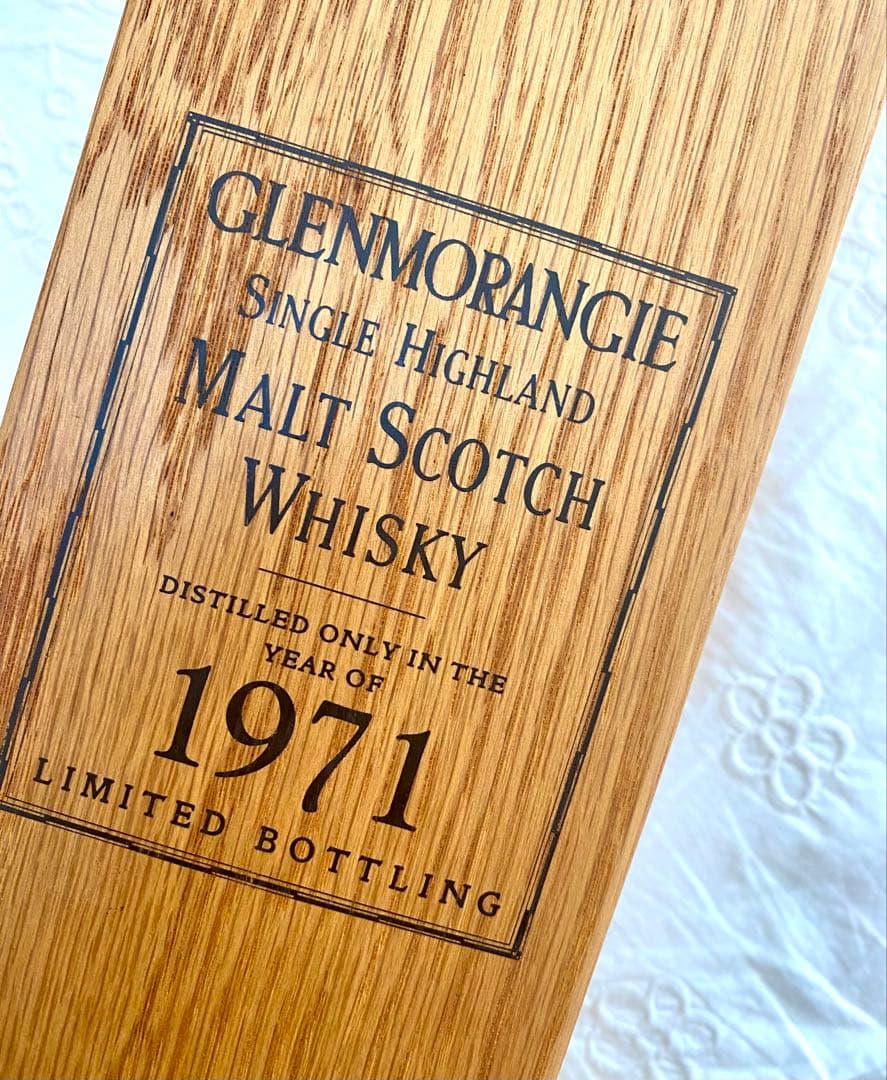 GLENMORANGIE
SINGLE HIGHLAND
MALT SCOTCH
WHISKY
DISTILLED ONLY IN THE
YEAR OF
1971
LIMITED BOTTLING